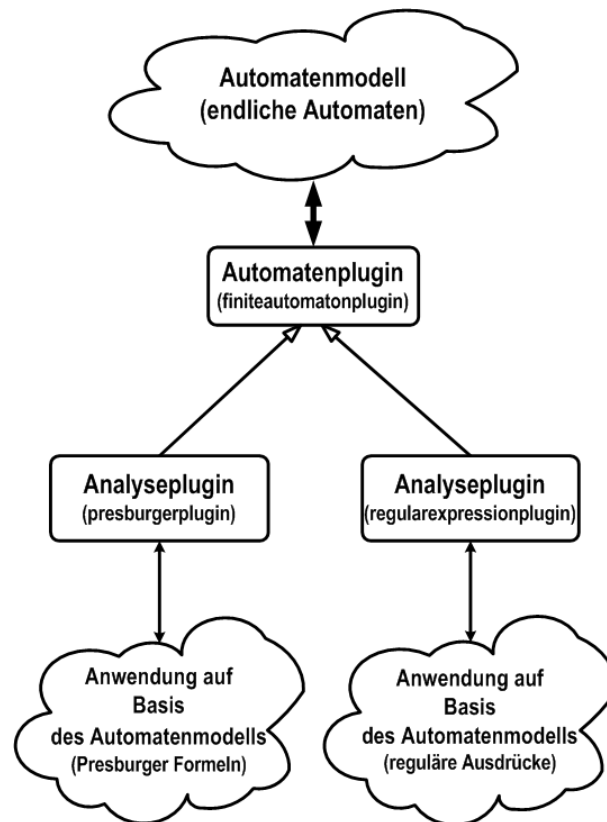 Automatenmodell
(endliche Automaten)
Automatenplugin
(finiteautomatonplugin)
Analyseplugin
(presburgerplugin)
Analyseplugin
(regularexpressionplugin)
Anwendung auf
Basis
des Automatenmodells
(Presburger Formeln)
Anwendung auf
Basis
des Automatenmodells
(reguläre Ausdrücke)